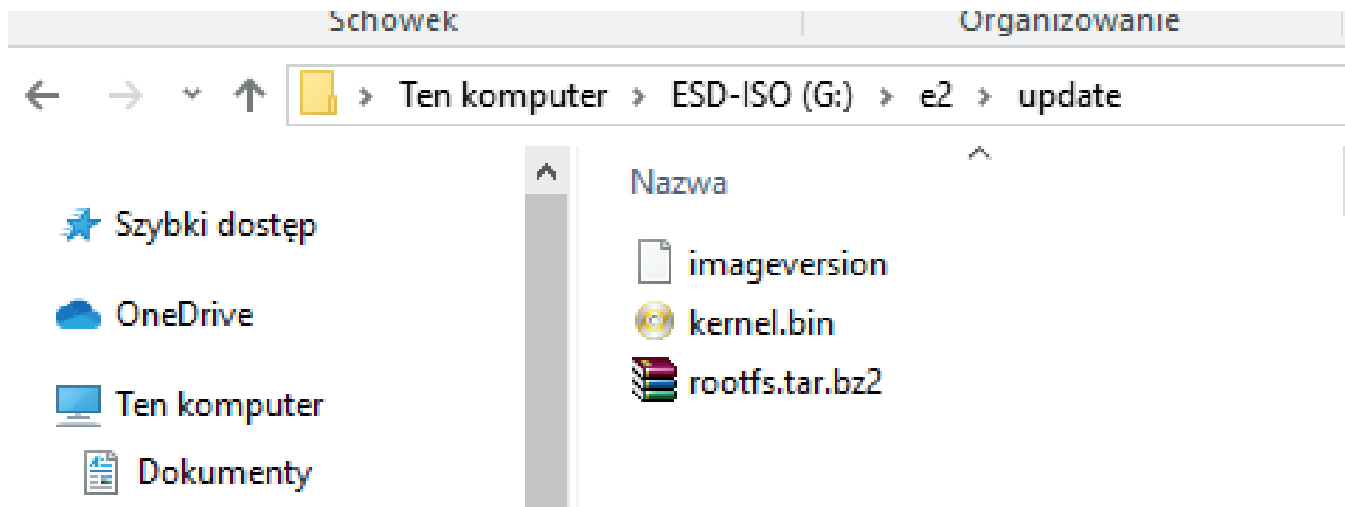 Schowek Organizowanie
Ten komputer > ESD-ISO (G:) > e2 > update
Nazwa
Szybki dostęp
imageversion
OneDrive
kernel.bin
rootfs.tar.bz2
Ten komputer
Dokumenty